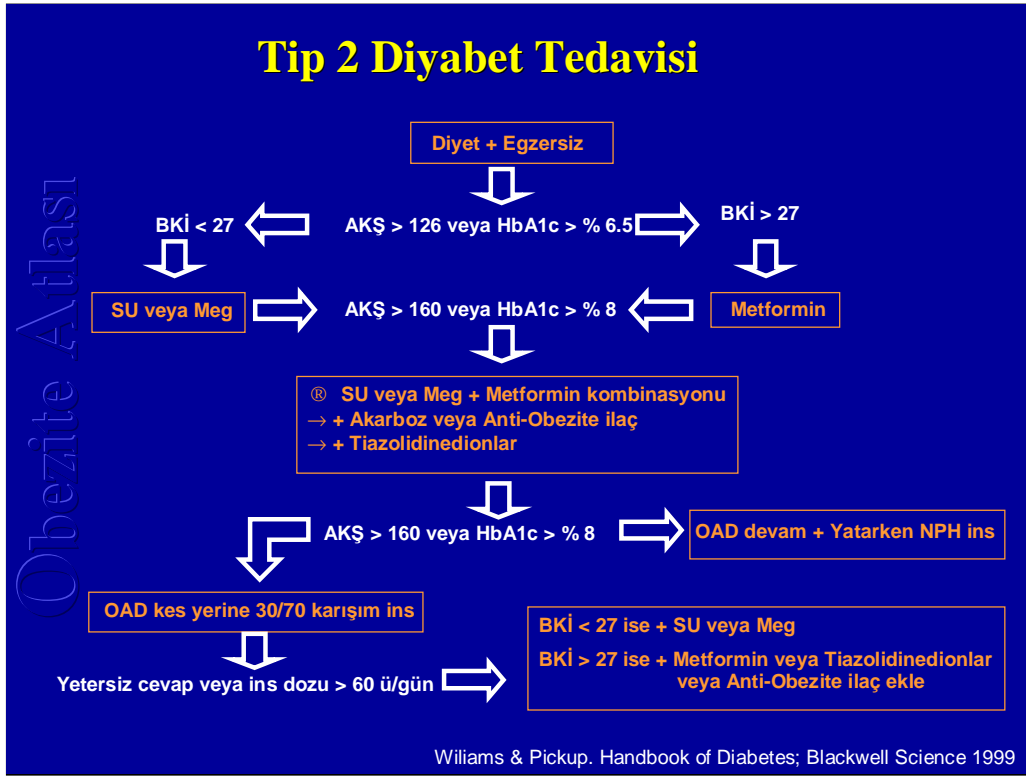 Tip 2 Diyabet Tedavisi
Obezite Atlası
Diyet + Egzersiz
BKİ < 27
AKŞ > 126 veya HbA1c > % 6.5
BKİ > 27
SU veya Meg
AKŞ > 160 veya HbA1c > % 8
Metformin
® SU veya Meg + Metformin kombinasyonu
→ + Akarboz veya Anti-Obezite ilaç
→ + Tiazolidinedionlar
AKŞ > 160 veya HbA1c > % 8
OAD devam + Yatarken NPH ins
OAD kes yerine 30/70 karışım ins
Yetersiz cevap veya ins dozu > 60 ü/gün
BKİ < 27 ise + SU veya Meg
BKİ > 27 ise + Metformin veya Tiazolidinedionlar
veya Anti-Obezite ilaç ekle
Wiliams & Pickup. Handbook of Diabetes; Blackwell Science 1999